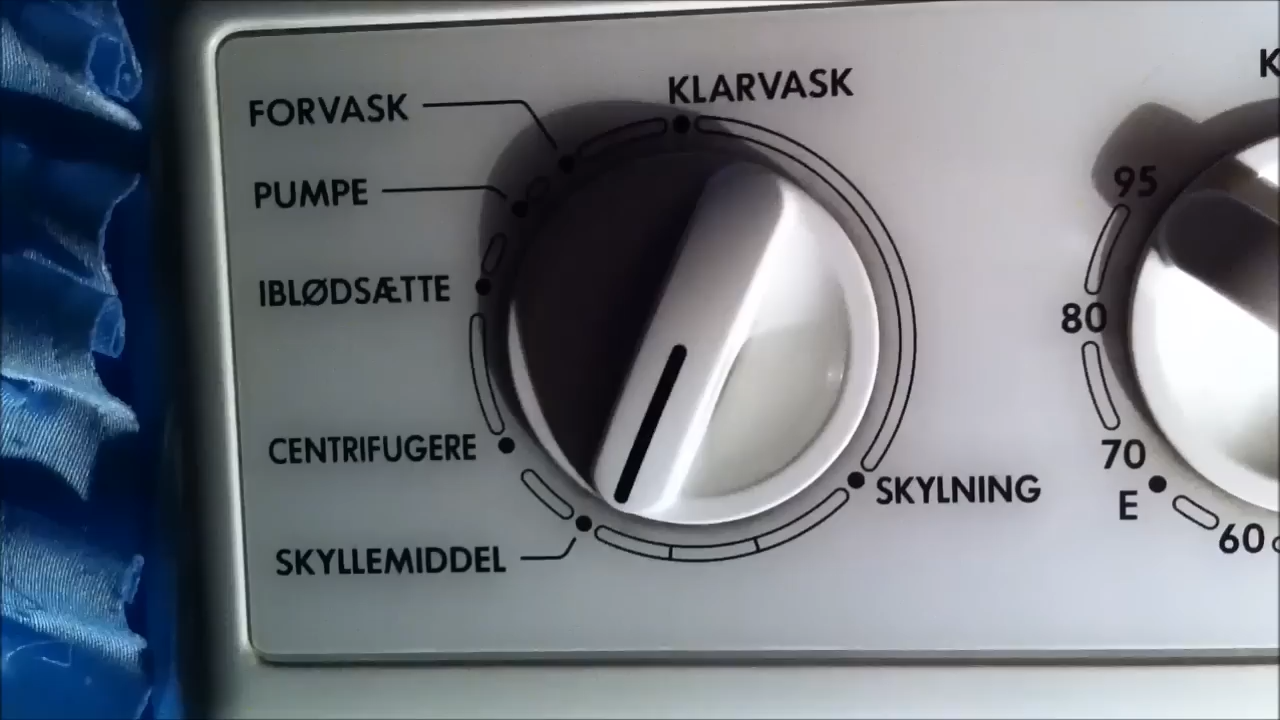 KLARVASK
FORVASK
PUMPE
IBLØDSÆTTE
CENTRIFUGERE
SKYLLEMIDDEL
SKYLNING
K
95
80
70
E
60